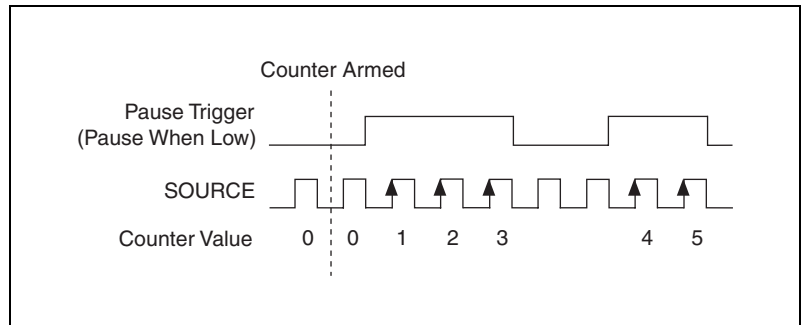 Counter Armed
Pause Trigger
(Pause When Low)
SOURCE
Counter Value 0 0 1 2 3 4 5